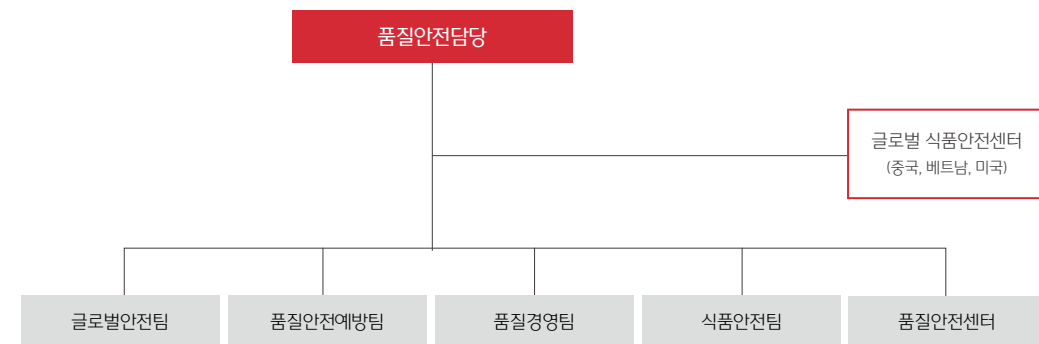 품질안전담당
글로벌 식품안전센터
(중국, 베트남, 미국)
글로벌안전팀
품질안전예방팀
품질경영팀
식품안전팀
품질안전센터